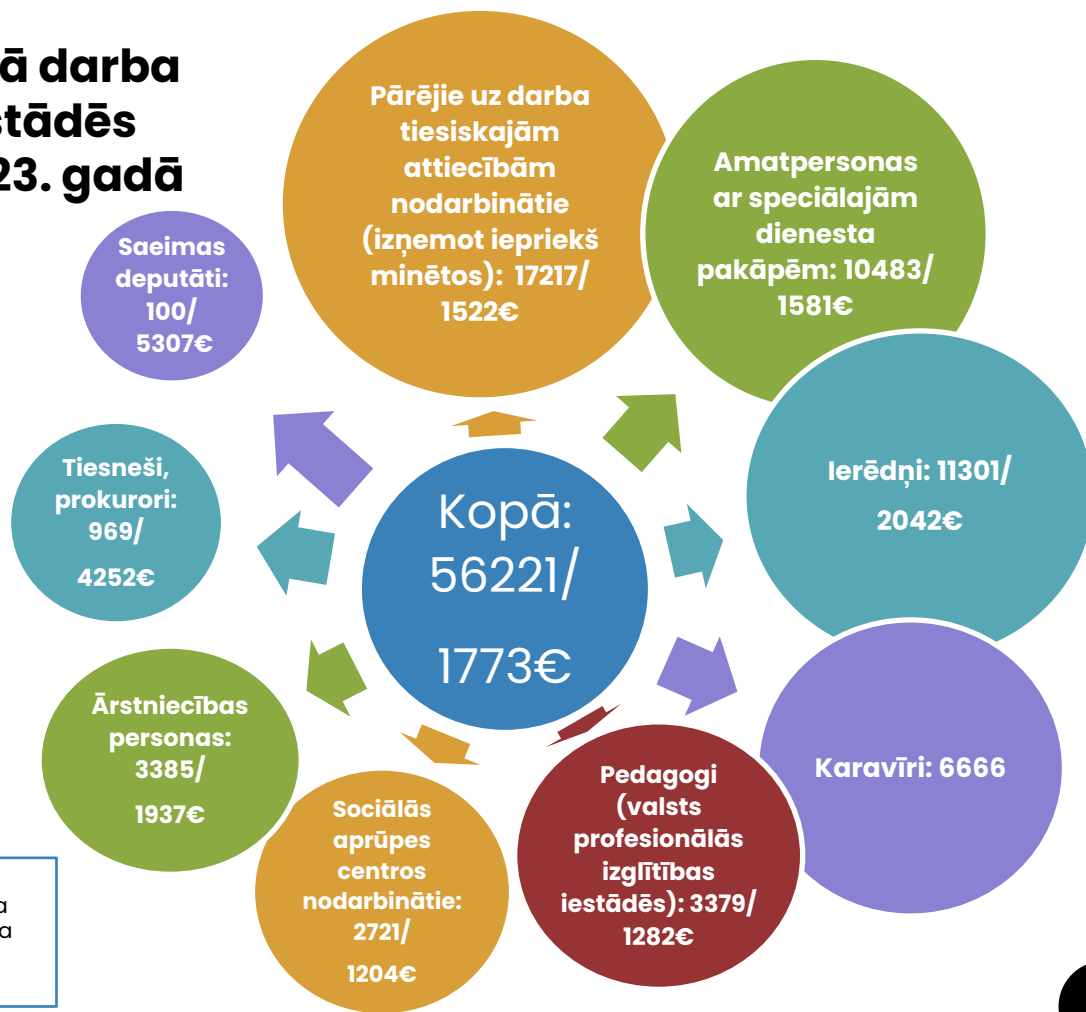 ā darba
stādēs
23. gadā
Pārējie uz darba
tiesiskajām
attiecībām
nodarbinātie
(izņemot iepriekš
minētos): 17217/
1522€
Amatpersonas
ar speciālajām
dienesta
pakāpēm: 10483/
1581€
Ierēdņi: 11301/
2042€
Karavīri: 6666
Pedagogi
(valsts
profesionālās
izglītības
iestādēs): 3379/
1282€
Sociālās
aprūpes
centros
nodarbinātie:
2721/
1204€
Ārstniecības
personas:
3385/
1937€
Tiesneši,
prokurori:
969/
4252€
Saeimas
deputāti:
100/
5307€
Kopā:
56221/
1773€
a
a